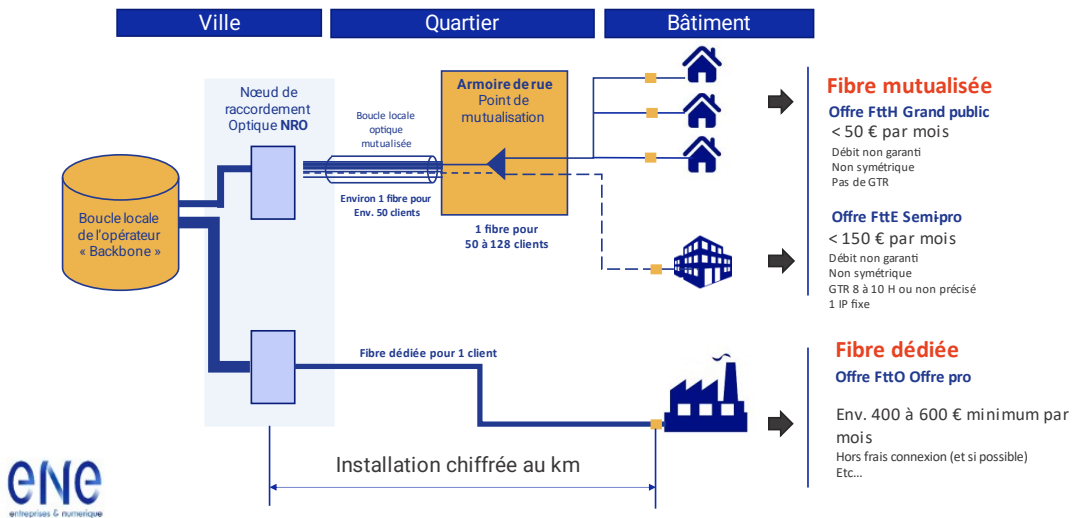 Ville
Quartier
Bâtiment
Nœud de
raccordement
Optique NRO
Boucle locale
optique
mutualisée
Armoire de rue
Point de
mutualisation
Environ 1 fibre pour
Env. 50 clients
1 fibre pour
50 à 128 clients
Boucle locale
de l'opérateur
« Backbone »
Fibre mutualisée
Offre FttH Grand public
< 50 € par mois
Débit non garanti
Non symétrique
Pas de GTR
Offre FttE Semi-pro
< 150 € par mois
Débit non garanti
Non symétrique
GTR 8 à 10 H ou non précisé
1 IP fixe
Fibre dédiée pour 1 client
Fibre dédiée
Offre FttO Offre pro
Env. 400 à 600 € minimum par
mois
Hors frais connexion (et si possible)
Etc...
Installation chiffrée au km
ene
entreprises & numerique